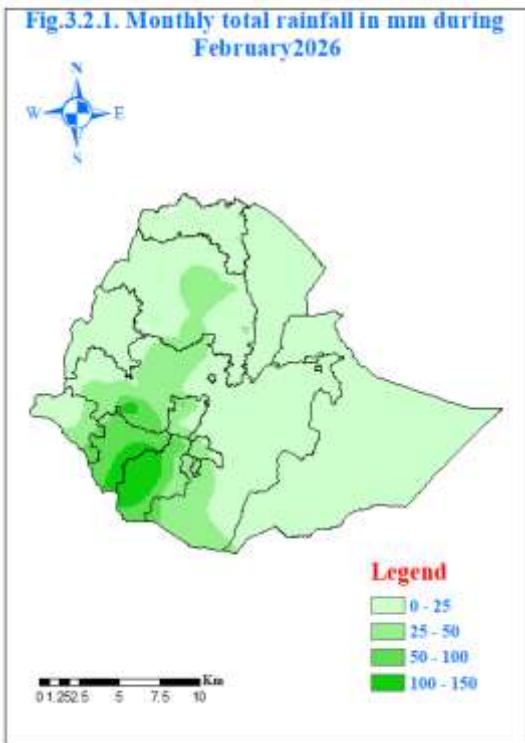 Fig.3.2.1. Monthly total rainfall in mm during
February2026
N
W E
S
Legend
0 - 25
25 - 50
50 - 100
100 - 150
Km
0 1.252.5 5 7.5 10